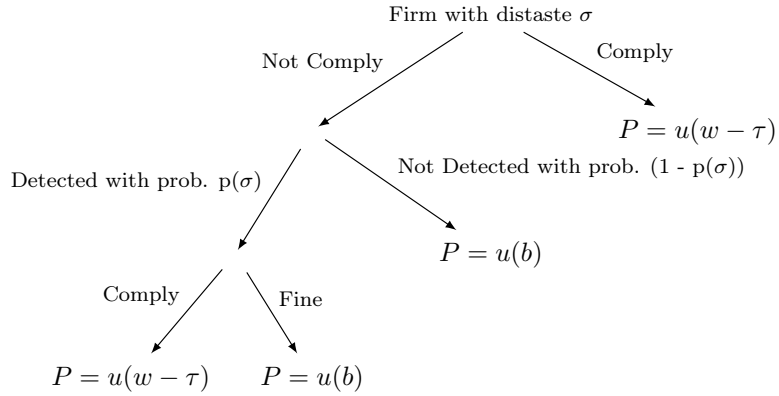 Firm with distaste σ
Not Comply
Comply
P = u(w − τ)
Detected with prob. p(σ)
Not Detected with prob. (1 - p(σ))
P = u(b)
Comply
Fine
P = u(w − τ)
P = u(b)